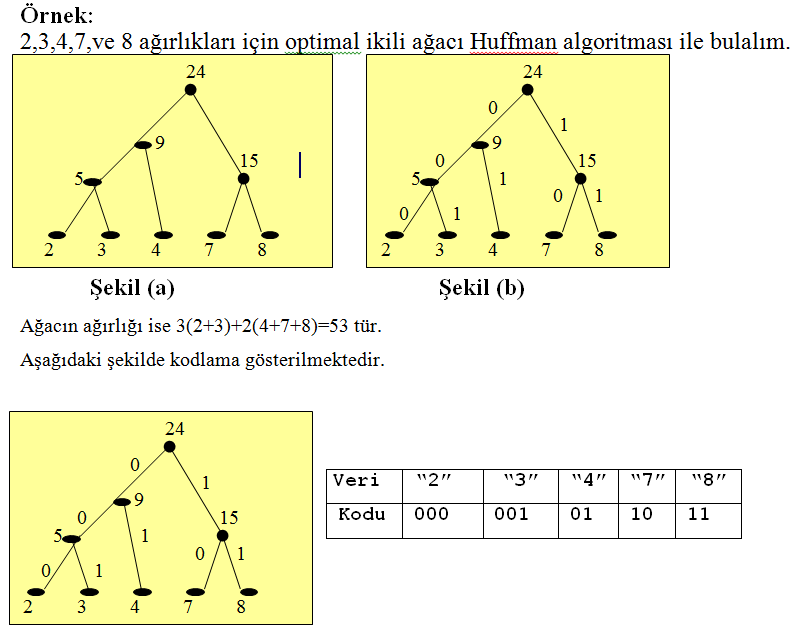 Örnek:
2,3,4,7,ve 8 ağırlıkları için optimal ikili ağacı Huffman algoritması ile bulalım.
24
9
15
5
2 3 4 7 8
24
0
1
9
15
0
1
5
0
1
0
1
2 3 4 7 8
Şekil (a)
Şekil (b)
Ağacın ağırlığı ise 3(2+3)+2(4+7+8)=53 tür.
Aşağıdaki şekilde kodlama gösterilmektedir.
24
0
1
9
15
0
1
5
0
1
0
1
2 3 4 7 8
Veri “2” “3” “4” “7” “8”
Kodu 000 001 01 10 11